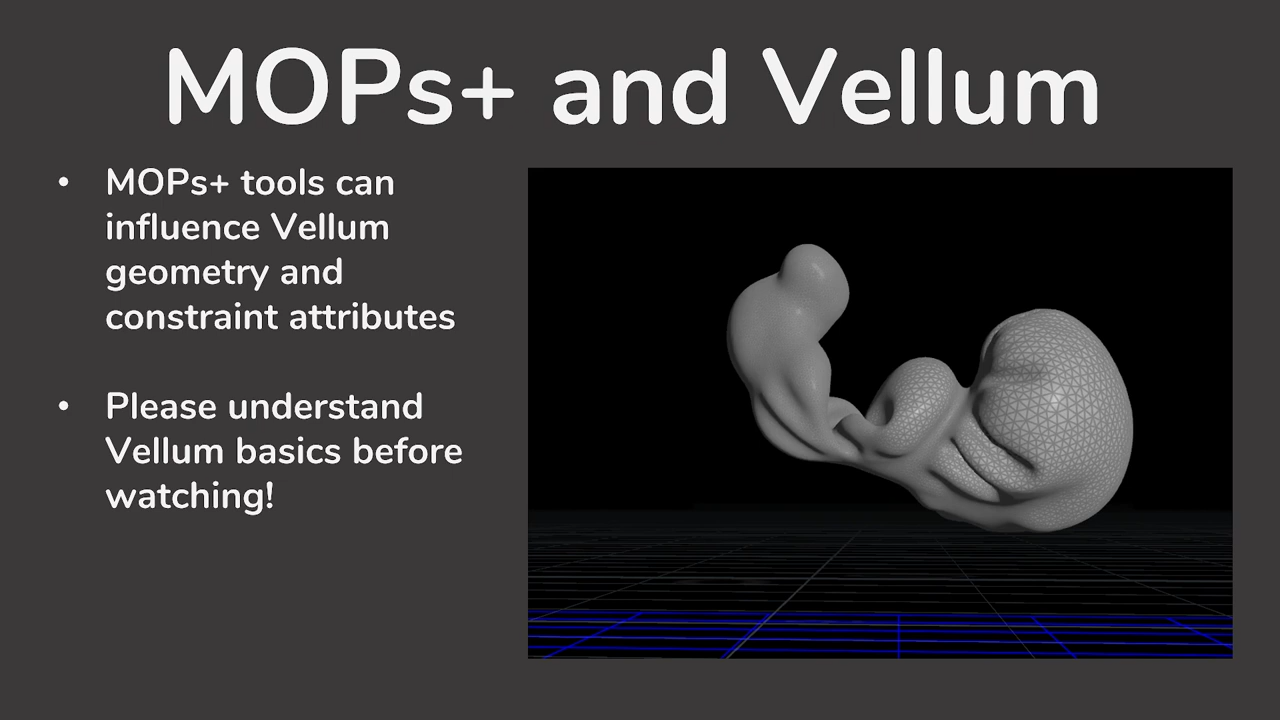 MOPs+ and Vellum
• MOPs+ tools can
influence Vellum
geometry and
constraint attributes
• Please understand
Vellum basics before
watching!